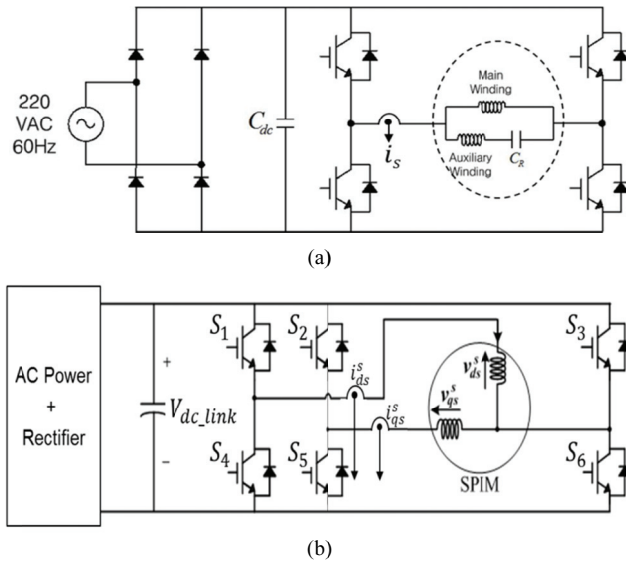 220
VAC
60Hz
C_dc
i_s
Main
Winding
Auxiliary
Winding
C_R
(a)
AC Power
+
Rectifier
+
V_dc_link
−
S_1
S_2
S_3
i^s_ds
i^s_qs
v^s_ds
v^s_qs
S_4
S_5
S_6
SPIM
(b)